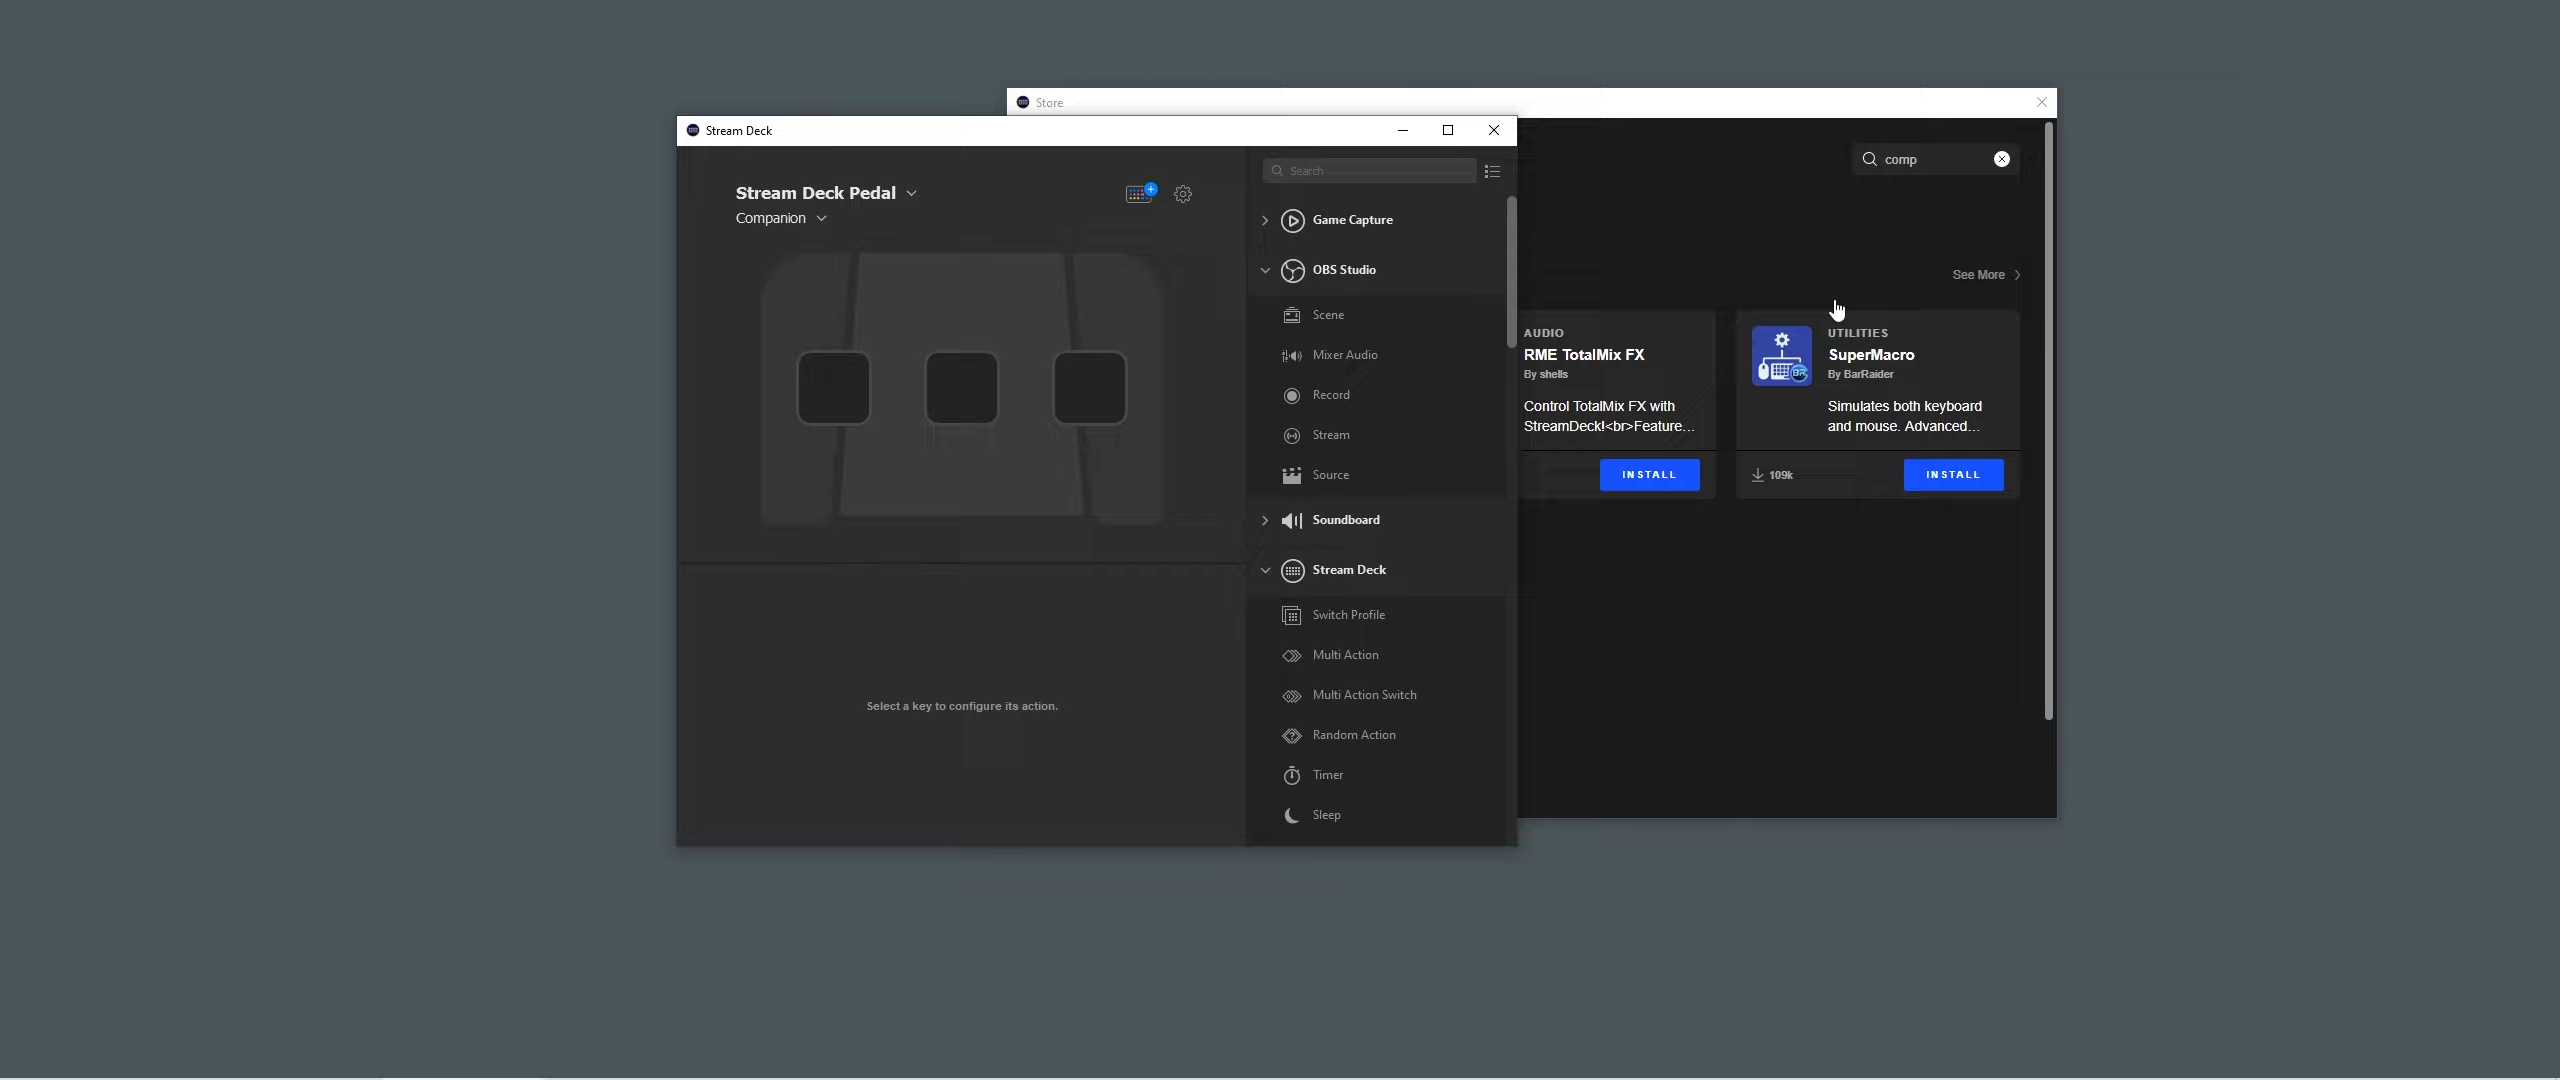 Store
Stream Deck
comp
Search
Stream Deck Pedal
Companion
Game Capture
OBS Studio
See More
Scene
AUDIO
UTILITIES
Mixer Audio
RME TotalMix FX
SuperMacro
By shells
By BarRaider
Record
Control TotalMix FX with
StreamDeck!<br>Feature...
Simulates both keyboard
and mouse. Advanced...
Stream
Source
INSTALL
109k
INSTALL
Soundboard
Stream Deck
Switch Profile
Multi Action
Multi Action Switch
Select a key to configure its action.
Random Action
Timer
Sleep